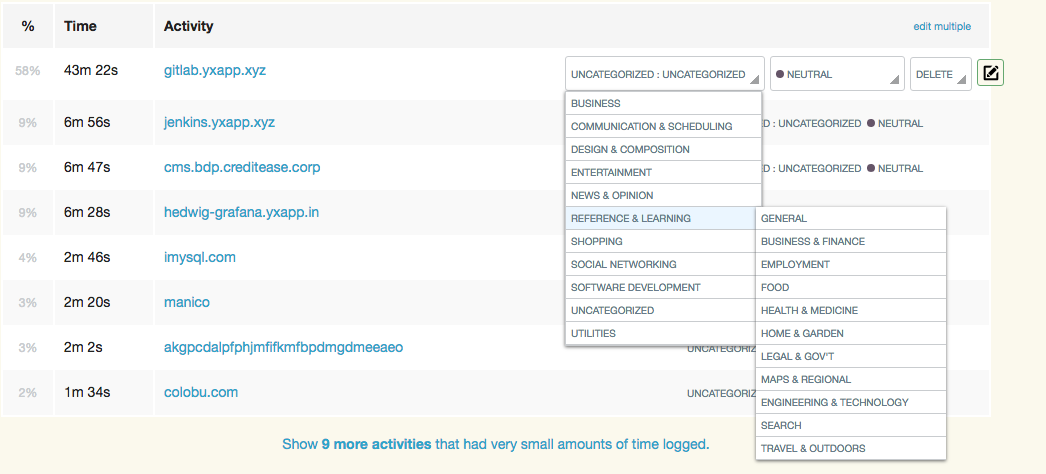 % Time Activity edit multiple
58% 43m 22s gitlab.yxapp.xyz UNCATEGORIZED : UNCATEGORIZED NEUTRAL DELETE
BUSINESS
9% 6m 56s jenkins.yxapp.xyz COMMUNICATION & SCHEDULING D : UNCATEGORIZED NEUTRAL
DESIGN & COMPOSITION
9% 6m 47s cms.bdp.creditease.corp ENTERTAINMENT D : UNCATEGORIZED NEUTRAL
NEWS & OPINION
9% 6m 28s hedwig-grafana.yxapp.in REFERENCE & LEARNING GENERAL
SHOPPING BUSINESS & FINANCE
4% 2m 46s imysql.com SOCIAL NETWORKING EMPLOYMENT
SOFTWARE DEVELOPMENT FOOD
3% 2m 20s manico UNCATEGORIZED HEALTH & MEDICINE
UTILITIES HOME & GARDEN
3% 2m 2s akgpcdalpfphjmfifkmfbpdmgdmeeaeo UNCATEGORIZ LEGAL & GOV'T
MAPS & REGIONAL
2% 1m 34s colobu.com UNCATEGORIZ ENGINEERING & TECHNOLOGY
SEARCH
Show 9 more activities that had very small amounts of time logged. TRAVEL & OUTDOORS